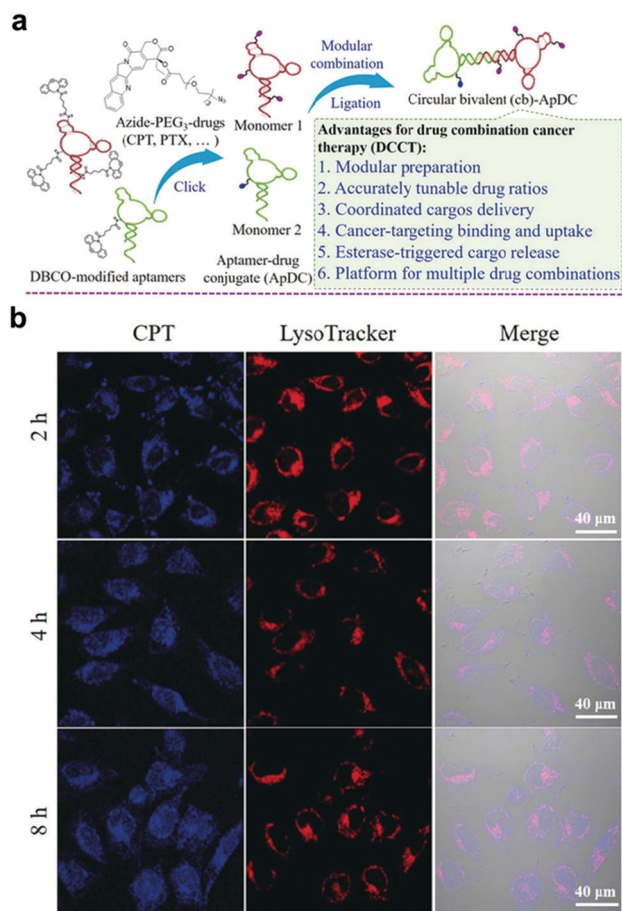 a
Azide-PEG3-drugs
(CPT, PTX, ... )
DBCO-modified aptamers
Click
Monomer 1
Monomer 2
Aptamer-drug
conjugate (ApDC)
Modular
combination
Ligation
Circular bivalent (cb)-ApDC
Advantages for drug combination cancer
therapy (DCCT):
1. Modular preparation
2. Accurately tunable drug ratios
3. Coordinated cargos delivery
4. Cancer-targeting binding and uptake
5. Esterase-triggered cargo release
6. Platform for multiple drug combinations
b
CPT
LysoTracker
Merge
2 h
40 μm
4 h
40 μm
8 h
40 μm